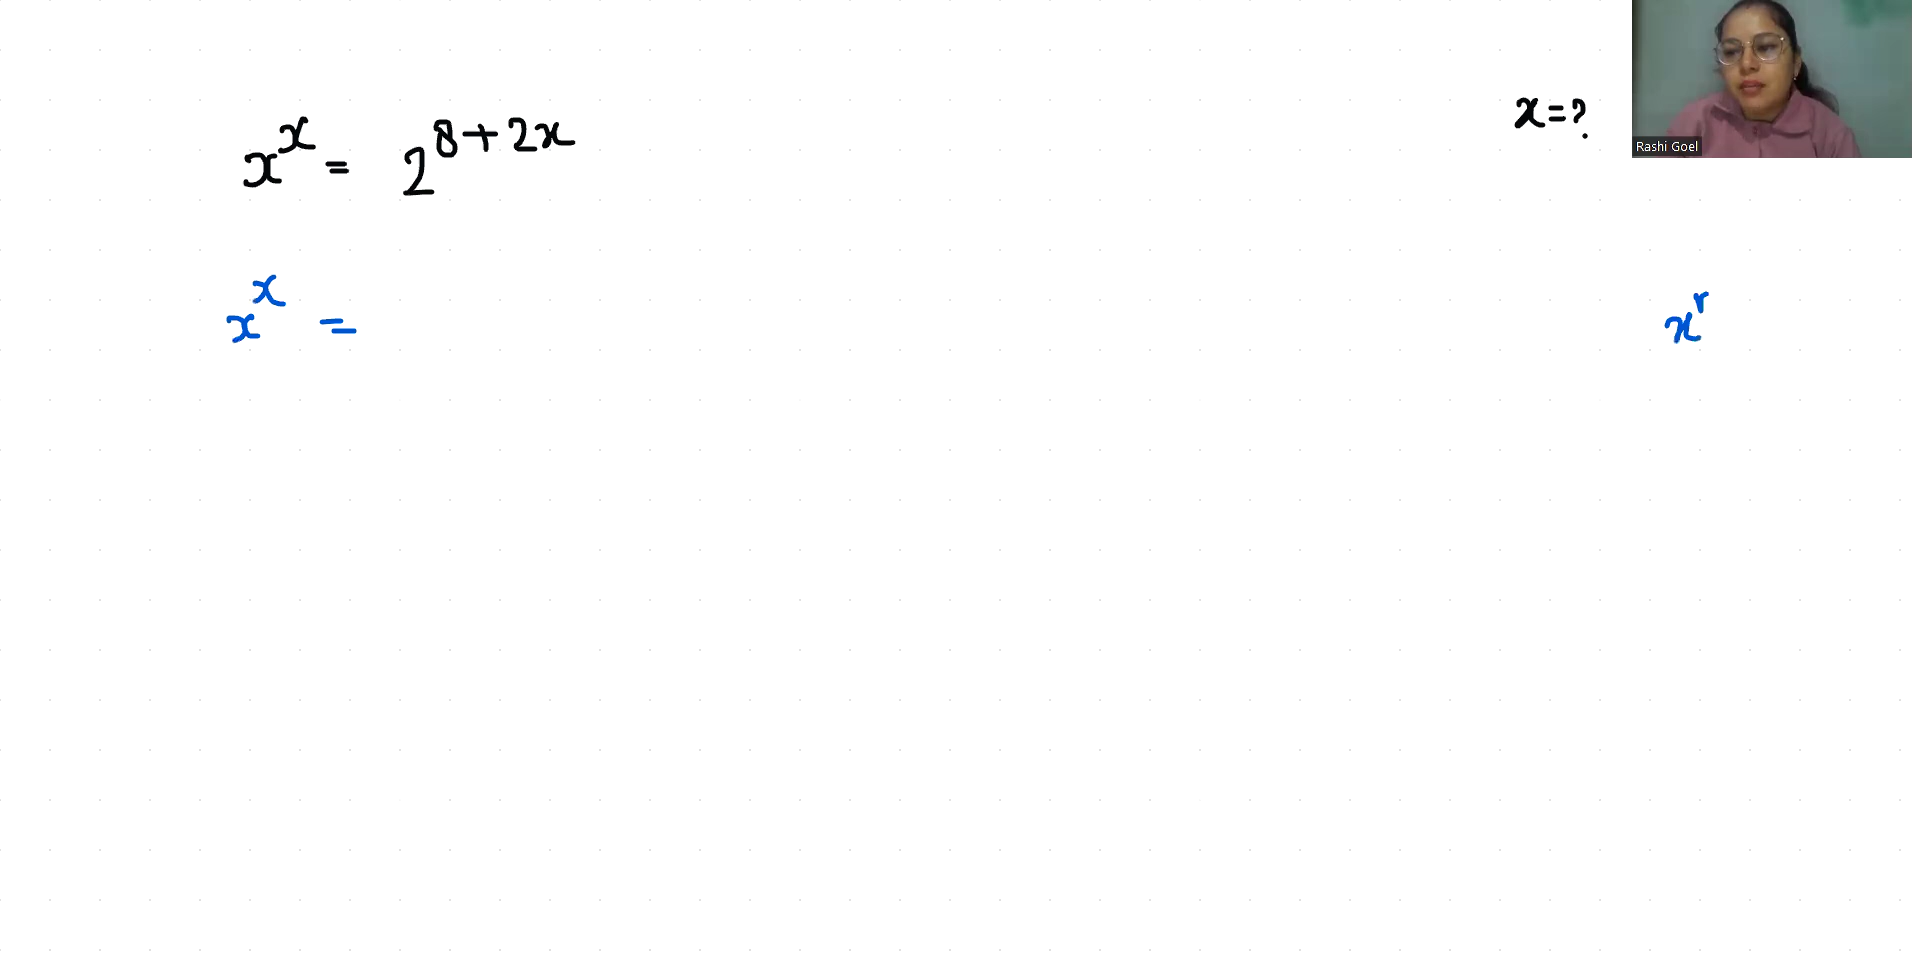 x^x = 2^{8+2x}
x=?
Rashi Goel
x^x =
x^r